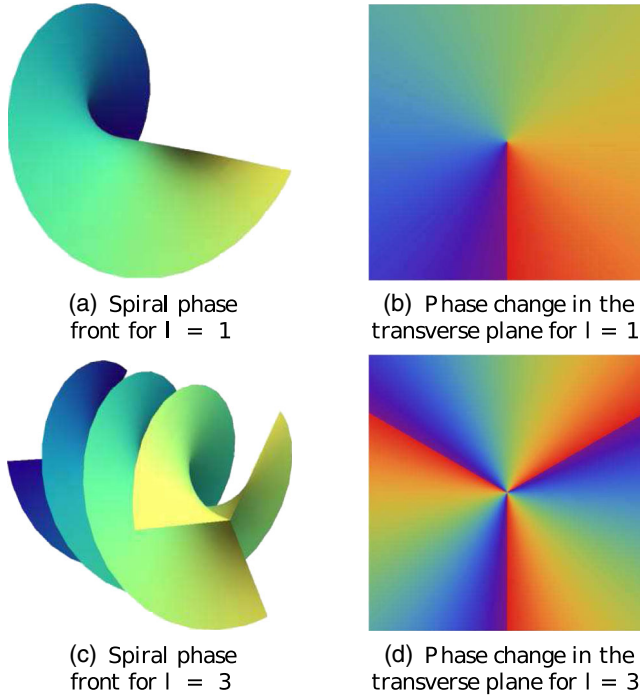 (a) Spiral phase
front for l = 1
(b) Phase change in the
transverse plane for l = 1
(c) Spiral phase
front for l = 3
(d) Phase change in the
transverse plane for l = 3